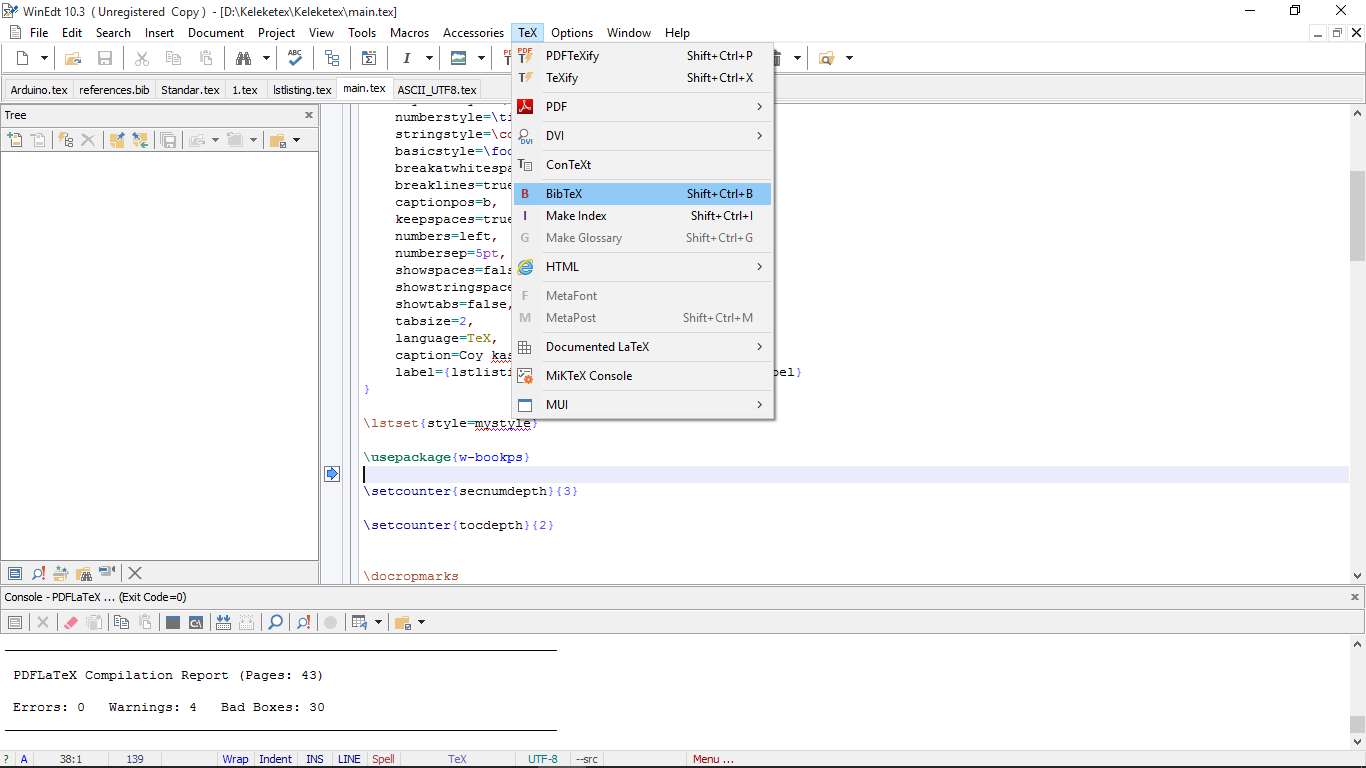 WinEdt 10.3 ( Unregistered Copy ) - [D:\Keleketex\Keleketex\main.tex]
File Edit Search Insert Document Project View Tools Macros Accessories TeX Options Window Help
Arduino.tex references.bib Standar.tex 1.tex lstlisting.tex main.tex ASCII_UTF8.tex
Tree
numberstyle=\ti
stringstyle=\co
basicstyle=\foo
breakatwhitespa
breaklines=true
captionpos=b,
keepspaces=true
numbers=left,
numbersep=5pt,
showspaces=fals
showstringspace
showtabs=false,
tabsize=2,
language=TeX,
caption=Coy kas
label={lstlisti
bel}
}
\lstset{style=mystyle}
\usepackage{w-bookps}
\setcounter{secnumdepth}{3}
\setcounter{tocdepth}{2}
\docropmarks
PDFTeXify Shift+Ctrl+P
TeXify Shift+Ctrl+X
PDF
DVI
ConTeXt
B BibTeX Shift+Ctrl+B
I Make Index Shift+Ctrl+I
G Make Glossary Shift+Ctrl+G
HTML
F MetaFont
M MetaPost Shift+Ctrl+M
Documented LaTeX
MiKTeX Console
MUI
Console - PDFLaTeX ... (Exit Code=0)
PDFLaTeX Compilation Report (Pages: 43)
Errors: 0 Warnings: 4 Bad Boxes: 30
? A 38:1 139 Wrap Indent INS LINE Spell TeX UTF-8 --src Menu ...